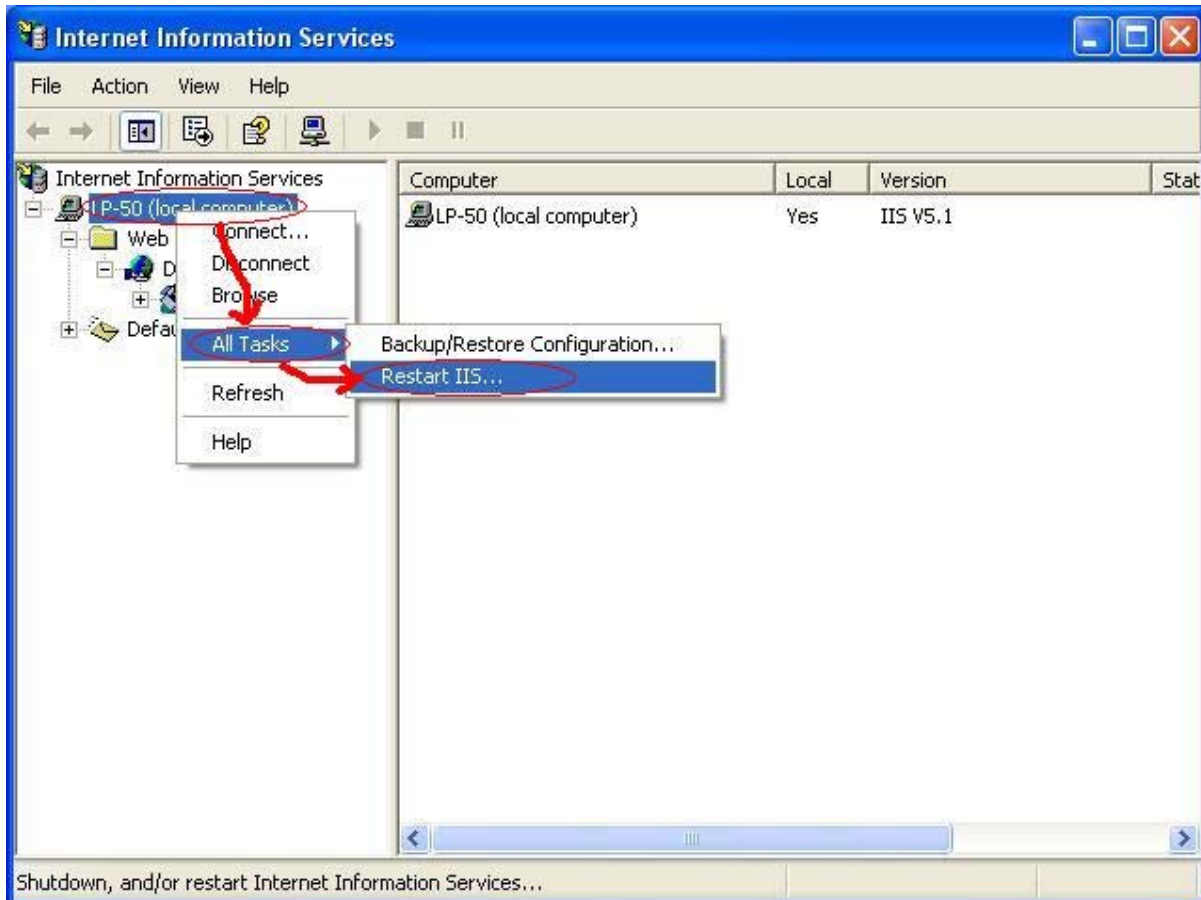 Internet Information Services
File Action View Help
Internet Information Services
LP-50 (local computer)
Web
D
Defau
Connect...
Disconnect
Browse
All Tasks
Refresh
Help
Backup/Restore Configuration...
Restart IIS...
Computer Local Version Stat
LP-50 (local computer) Yes IIS V5.1
Shutdown, and/or restart Internet Information Services...